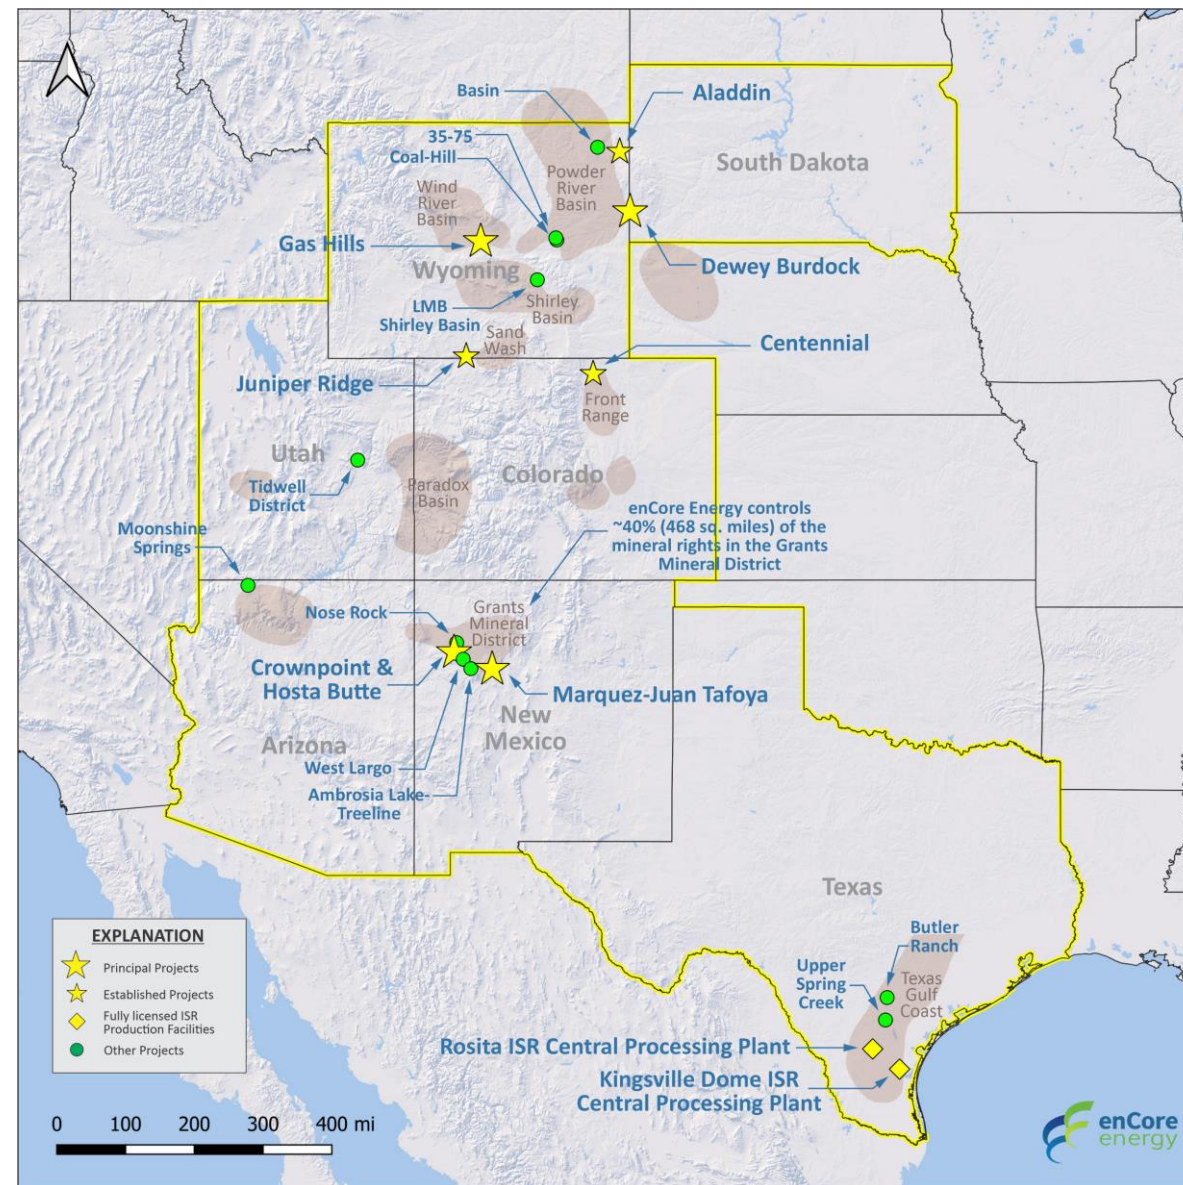 Basin
Aladdin
35-75
Coal-Hill
South Dakota
Powder
River
Basin
Wind
River
Basin
Gas Hills
Wyoming
Dewey Burdock
LMB
Shirley Basin
Shirley
Basin
Sand
Wash
Centennial
Juniper Ridge
Front
Range
Utah
Colorado
Tidwell
District
Paradox
Basin
enCore Energy controls
~40% (468 sq. miles) of the
mineral rights in the Grants
Mineral District
Moonshine
Springs
Nose Rock
Grants
Mineral
District
Crownpoint &
Hosta Butte
Marquez-Juan Tafoya
New
Mexico
Arizona
West Largo
Ambrosia Lake-
Treeline
Texas
Butler
Ranch
Upper
Spring
Creek
Texas
Gulf
Coast
Rosita ISR Central Processing Plant
Kingsville Dome ISR
Central Processing Plant
EXPLANATION
Principal Projects
Established Projects
Fully licensed ISR
Production Facilities
Other Projects
0 100 200 300 400 mi
enCore
energy